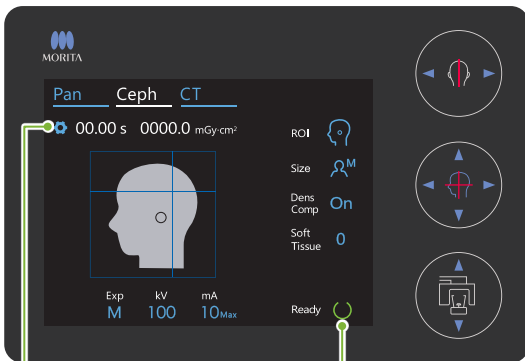 MORITA
Pan Ceph CT
00.00 s 0000.0 mGy·cm²
ROI
Size M
Dens
Comp On
Soft
Tissue 0
Exp kV mA
M 100 10Max
Ready